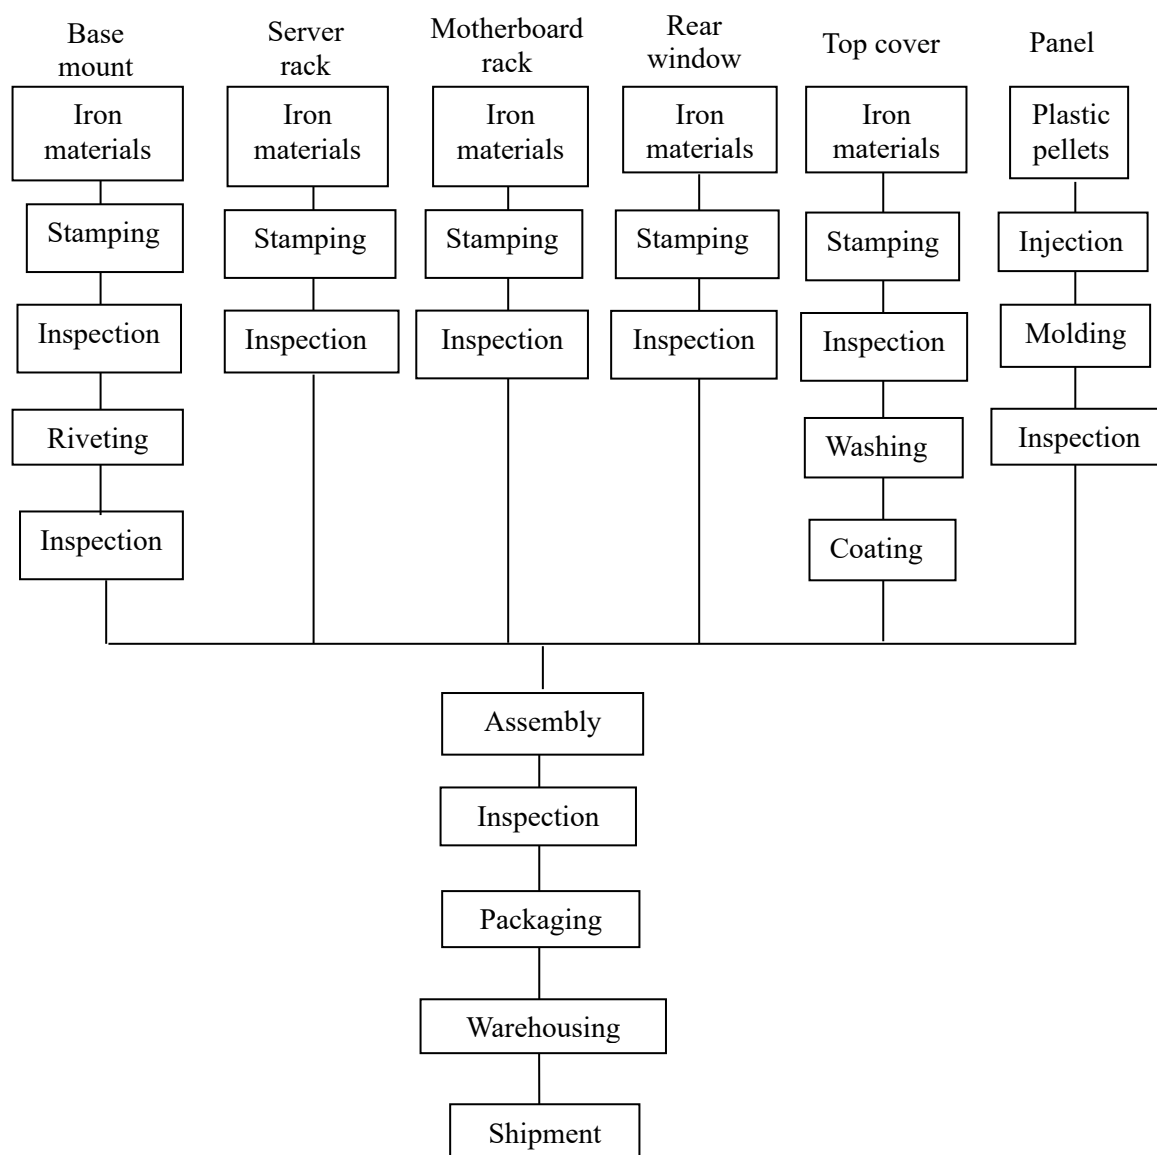 Base
mount
Server
rack
Motherboard
rack
Rear
window
Top cover
Panel
Iron
materials
Iron
materials
Iron
materials
Iron
materials
Iron
materials
Plastic
pellets
Stamping
Stamping
Stamping
Stamping
Stamping
Injection
Inspection
Inspection
Inspection
Inspection
Inspection
Molding
Riveting
Washing
Inspection
Inspection
Coating
Assembly
Inspection
Packaging
Warehousing
Shipment